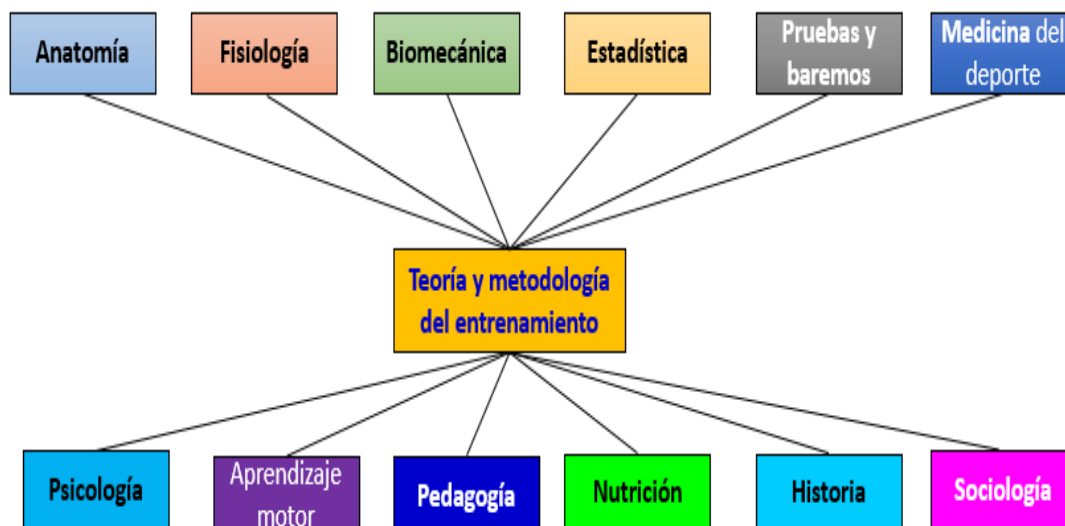 Anatomía
Fisiología
Biomecánica
Estadística
Pruebas y
baremos
Medicina del
deporte
Teoría y metodología
del entrenamiento
Psicología
Aprendizaje
motor
Pedagogía
Nutrición
Historia
Sociología